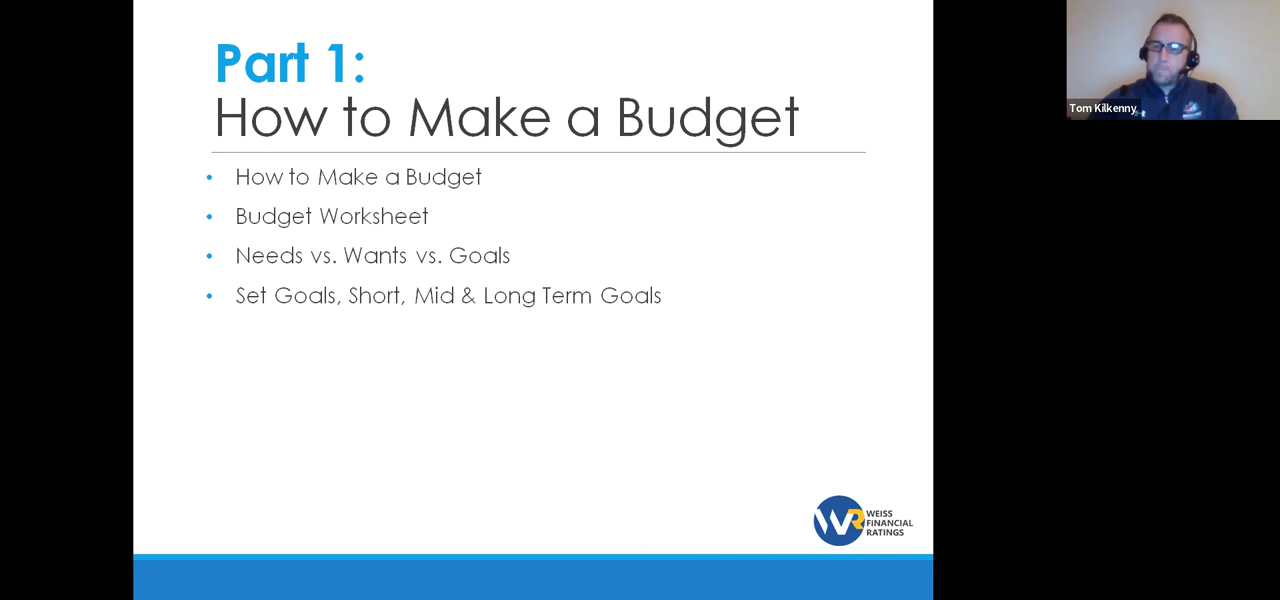 Part 1:
How to Make a Budget
• How to Make a Budget
• Budget Worksheet
• Needs vs. Wants vs. Goals
• Set Goals, Short, Mid & Long Term Goals
WR
WEISS
FINANCIAL
RATINGS
Tom Kilkenny